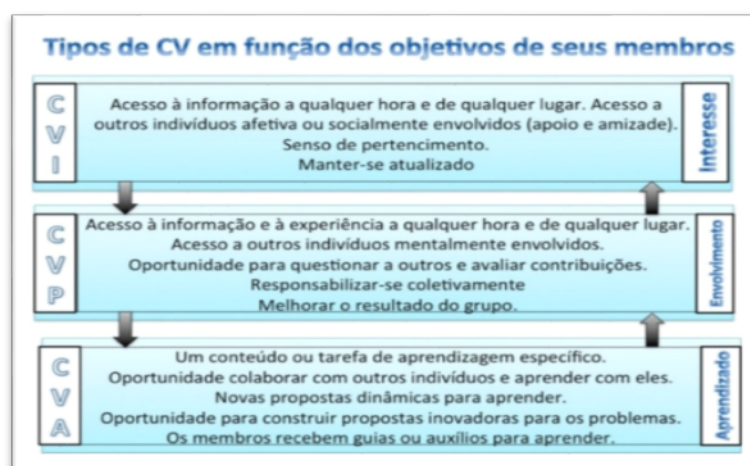 Tipos de CV em função dos objetivos de seus membros
CVI
Acesso à informação a qualquer hora e de qualquer lugar. Acesso a
outros indivíduos afetiva ou socialmente envolvidos (apoio e amizade).
Senso de pertencimento.
Manter-se atualizado
Interesse
CVP
Acesso à informação e à experiência a qualquer hora e de qualquer lugar.
Acesso a outros indivíduos mentalmente envolvidos.
Oportunidade para questionar a outros e avaliar contribuições.
Responsabilizar-se coletivamente
Melhorar o resultado do grupo.
Envolvimento
CVA
Um conteúdo ou tarefa de aprendizagem específico.
Oportunidade colaborar com outros indivíduos e aprender com eles.
Novas propostas dinâmicas para aprender.
Oportunidade para construir propostas inovadoras para os problemas.
Os membros recebem guias ou auxílios para aprender.
Aprendizado